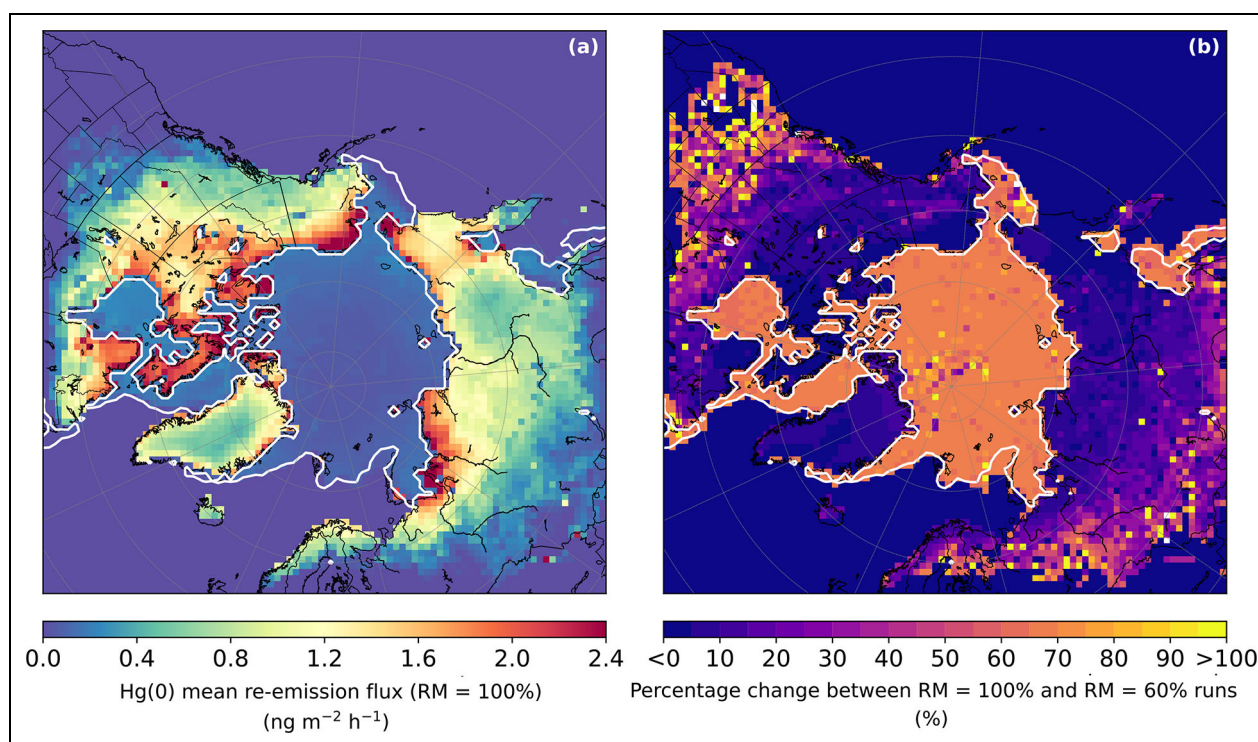 (a)
(b)
0.0 0.4 0.8 1.2 1.6 2.0 2.4
<0 10 20 30 40 50 60 70 80 90 >100
Hg(0) mean re-emission flux (RM = 100%)
(ng m⁻² h⁻¹)
Percentage change between RM = 100% and RM = 60% runs
(%)